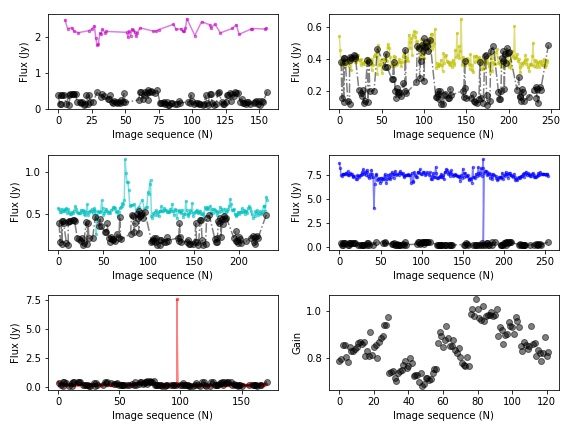 Flux (Jy)
2
1
0
0 25 50 75 100 125 150
Image sequence (N)
Flux (Jy)
0.6
0.4
0.2
0 50 100 150 200 250
Image sequence (N)
Flux (Jy)
1.0
0.5
0 50 100 150 200
Image sequence (N)
Flux (Jy)
7.5
5.0
2.5
0.0
0 50 100 150 200 250
Image sequence (N)
Flux (Jy)
7.5
5.0
2.5
0.0
0 50 100 150
Image sequence (N)
Gain
1.0
0.8
0 20 40 60 80 100 120
Image sequence (N)